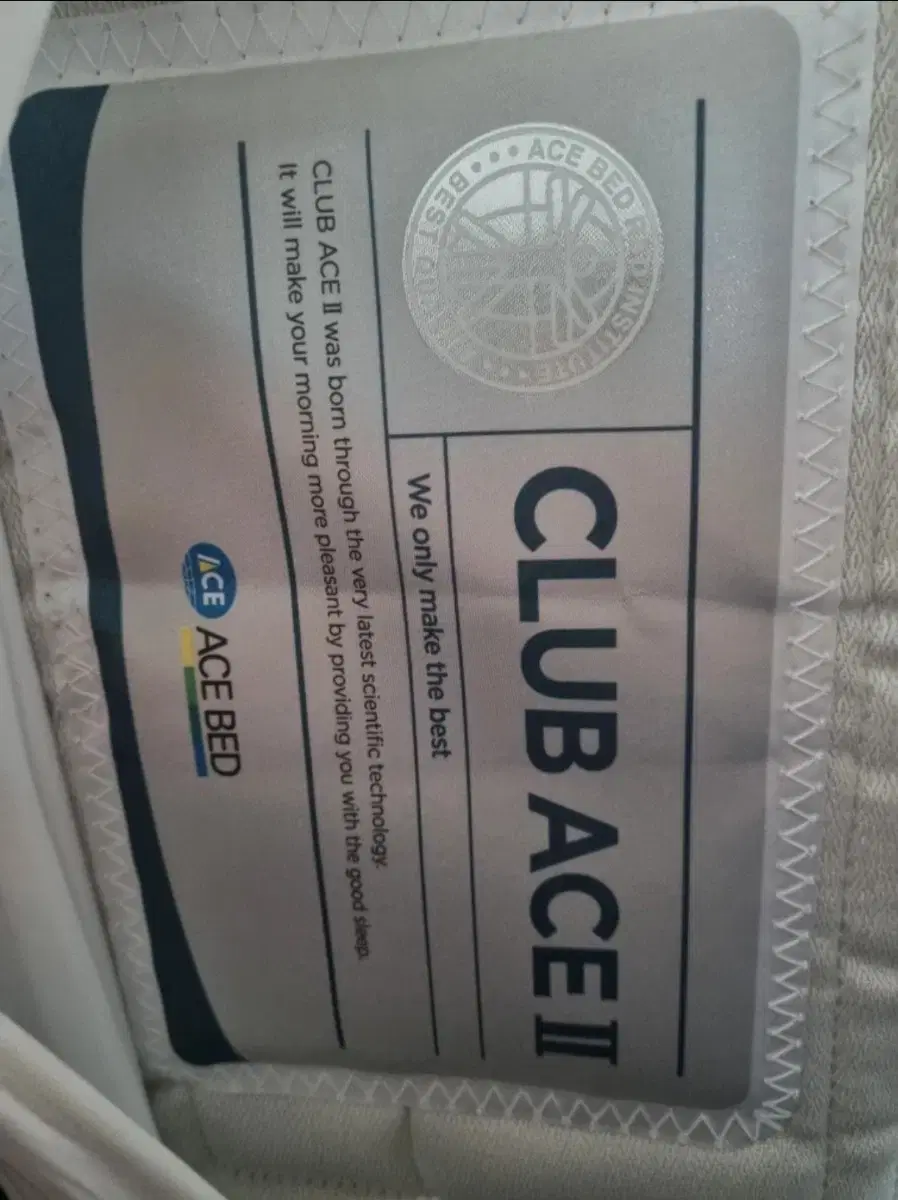 ACE BED R&D INSTITUTE
BEST
CLUB ACE II
We only make the best
CLUB ACE II was born through the very latest scientific technology.
It will make your morning more pleasant by providing you with the good sleep.
ACE
ACE BED